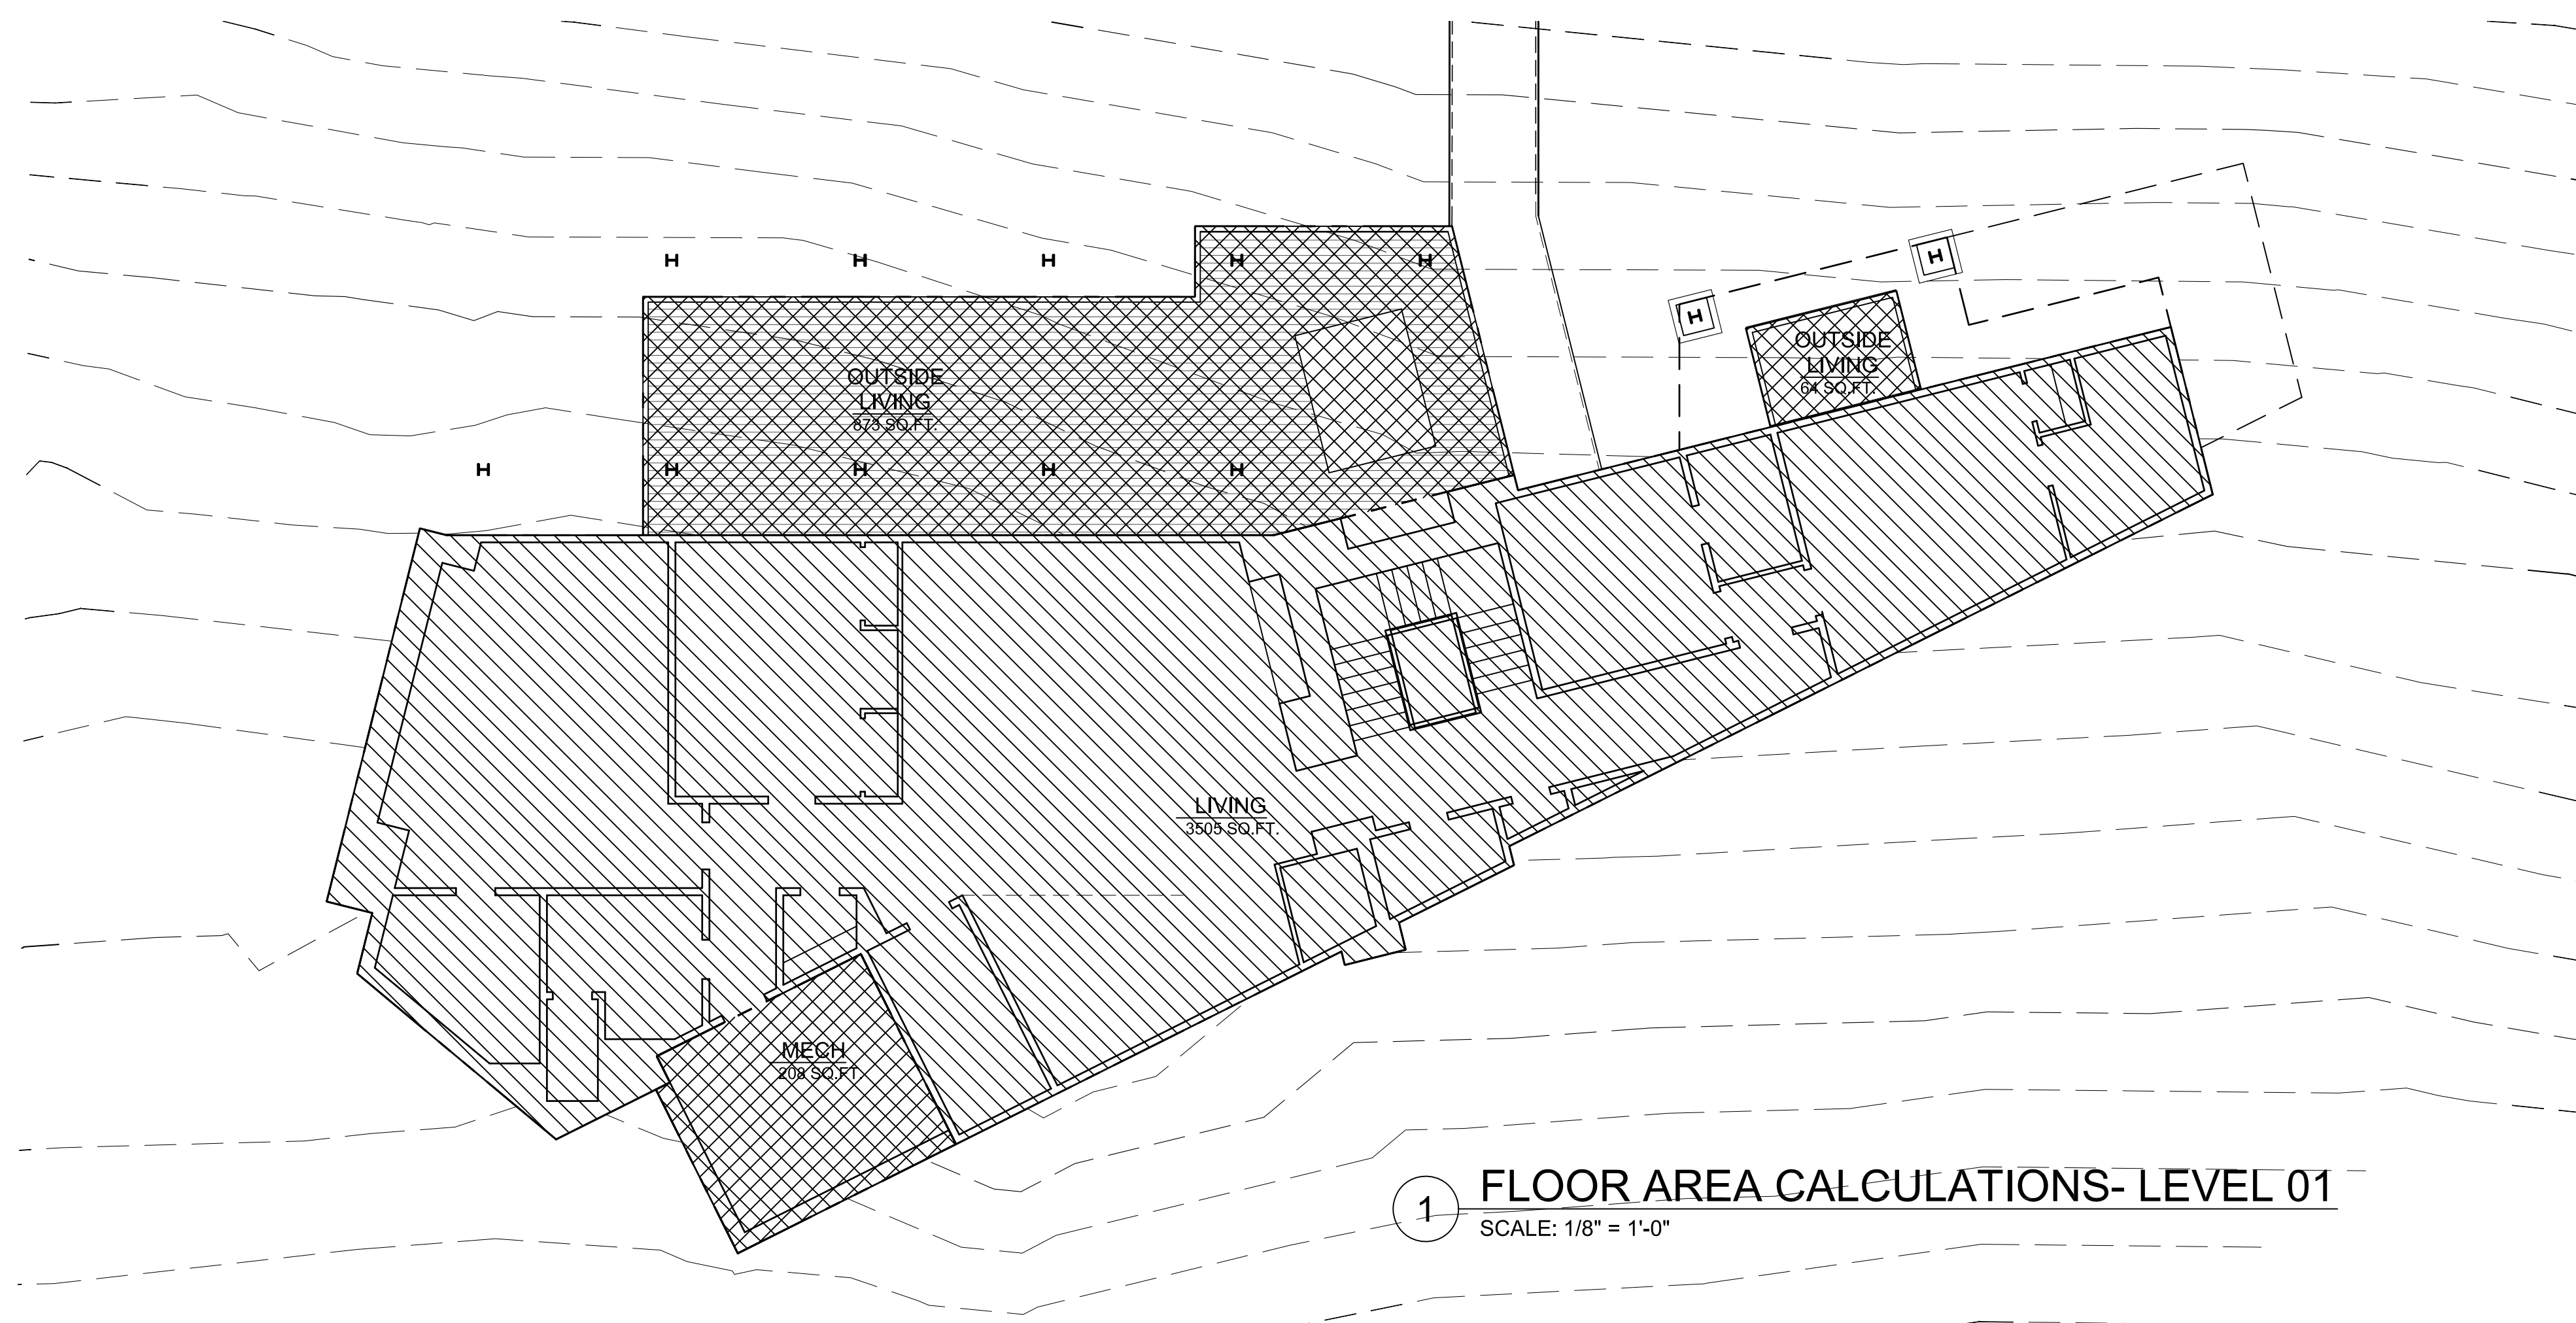 OUTSIDE
LIVING
64 SQ.FT.
OUTSIDE
LIVING
873 SQ.FT.
LIVING
3505 SQ.FT.
MECH
208 SQ.FT
1
FLOOR AREA CALCULATIONS- LEVEL 01
SCALE: 1/8" = 1'-0"